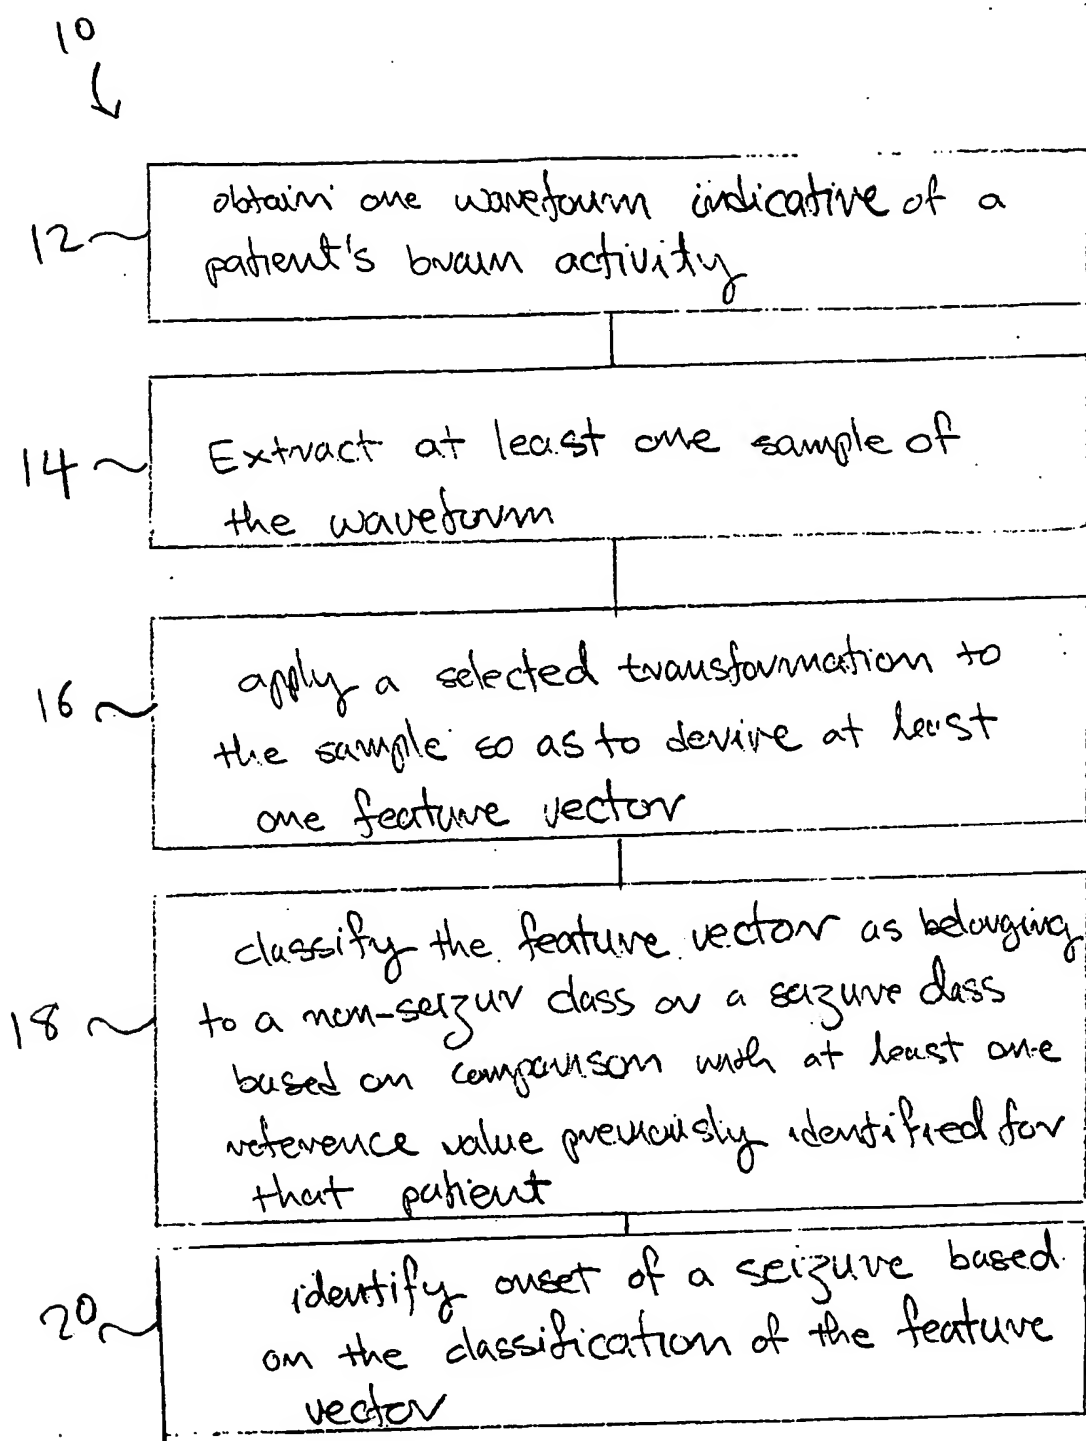 10
12
obtain one waveform indicative of a
patient's brain activity
14
Extract at least one sample of
the waveform
16
apply a selected transformation to
the sample so as to derive at least
one feature vector
classify the feature vector as belonging
18
to a non-seizur class or a seizure class
based on comparison with at least one
reference value previously identified for
that patient
20
identify onset of a seizure based
on the classification of the feature
vector